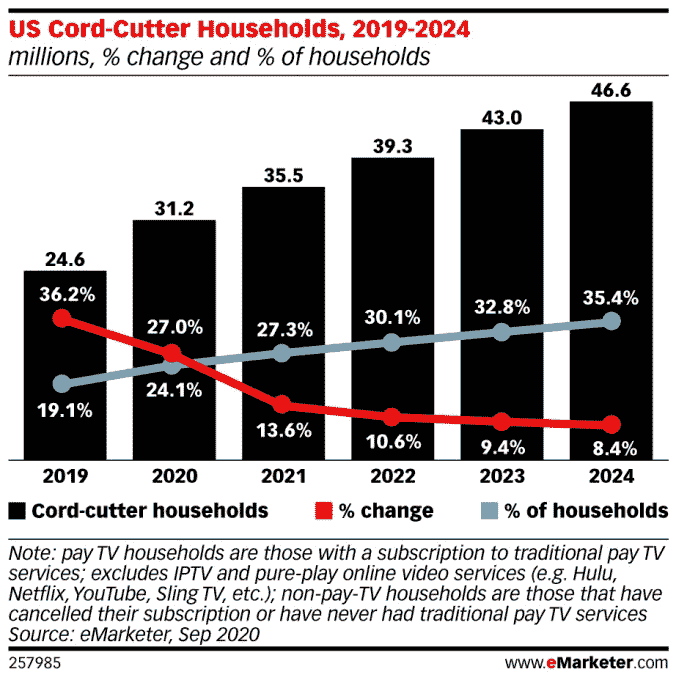 US Cord-Cutter Households, 2019-2024
millions, % change and % of households
46.6
43.0
39.3
35.5
31.2
24.6
36.2%
27.0%
27.3%
30.1%
32.8%
35.4%
19.1%
24.1%
13.6%
10.6%
9.4%
8.4%
2019 2020 2021 2022 2023 2024
Cord-cutter households % change % of households
Note: pay TV households are those with a subscription to traditional pay TV
services; excludes IPTV and pure-play online video services (e.g. Hulu,
Netflix, YouTube, Sling TV, etc.); non-pay-TV households are those that have
cancelled their subscription or have never had traditional pay TV services
Source: eMarketer, Sep 2020
257985 www.eMarketer.com